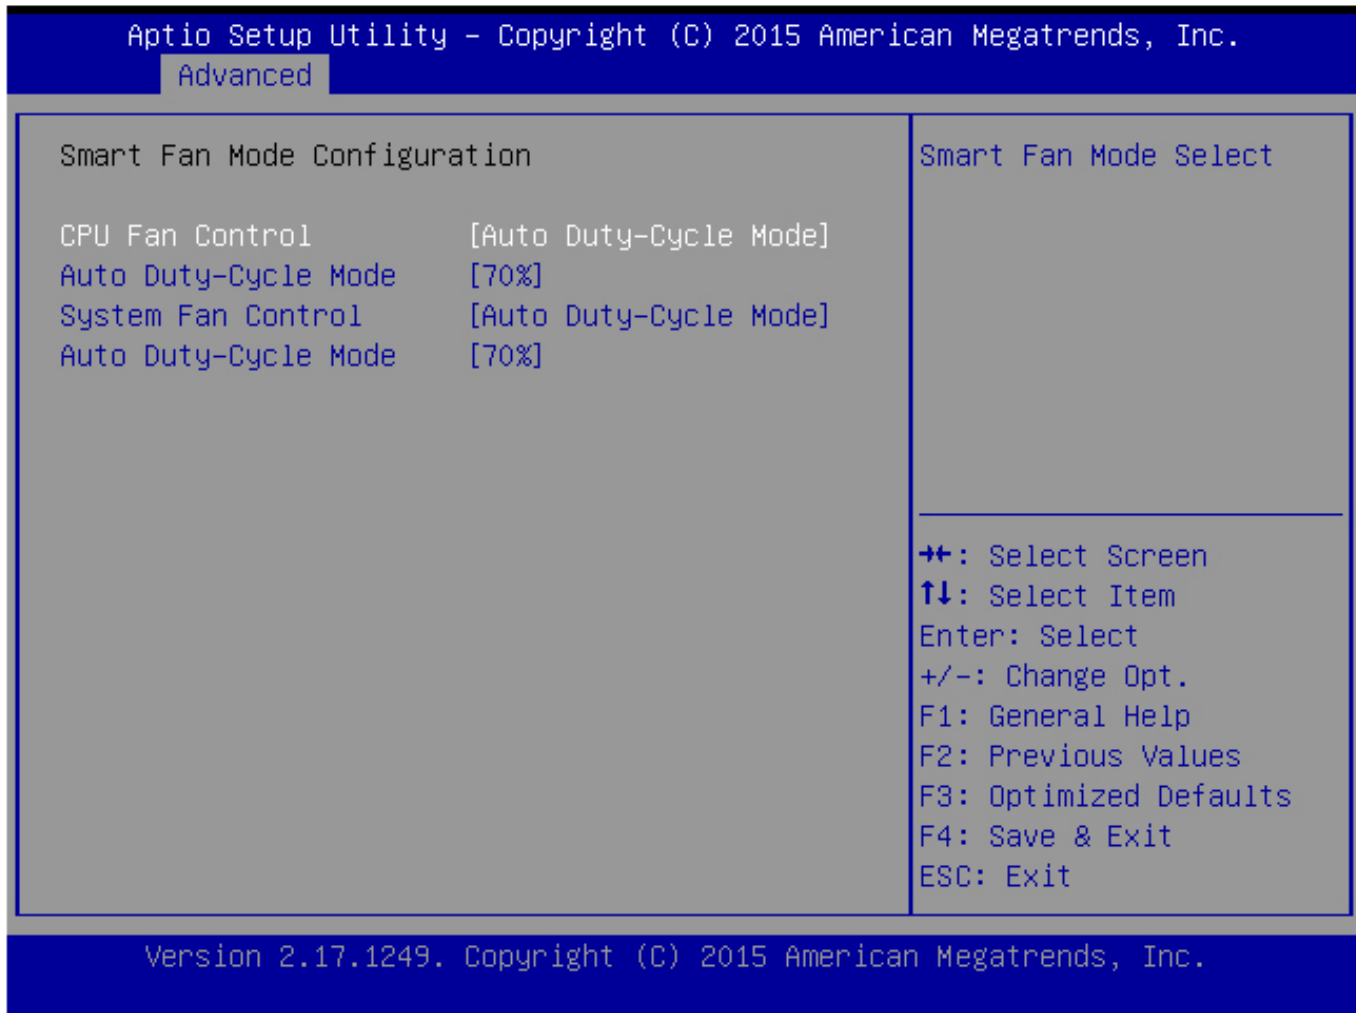 Aptio Setup Utility – Copyright (C) 2015 American Megatrends, Inc.
Advanced
Smart Fan Mode Configuration
CPU Fan Control [Auto Duty-Cycle Mode]
Auto Duty-Cycle Mode [70%]
System Fan Control [Auto Duty-Cycle Mode]
Auto Duty-Cycle Mode [70%]
Smart Fan Mode Select
→←: Select Screen
↑↓: Select Item
Enter: Select
+/-: Change Opt.
F1: General Help
F2: Previous Values
F3: Optimized Defaults
F4: Save & Exit
ESC: Exit
Version 2.17.1249. Copyright (C) 2015 American Megatrends, Inc.